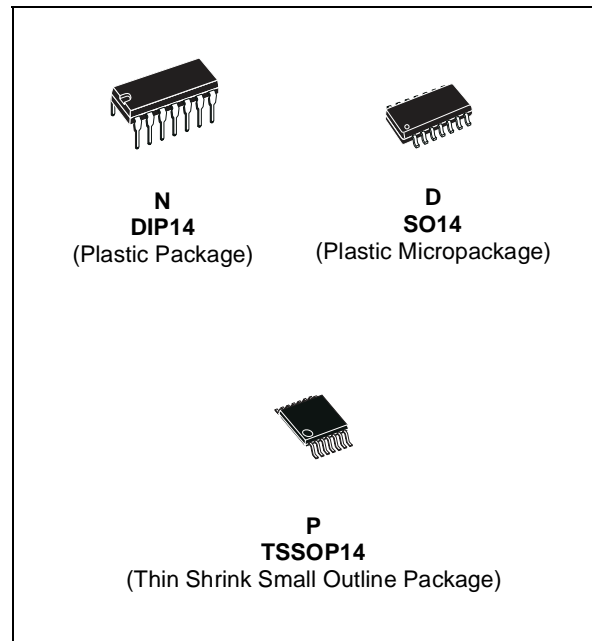 N
DIP14
(Plastic Package)
D
SO14
(Plastic Micropackage)
P
TSSOP14
(Thin Shrink Small Outline Package)